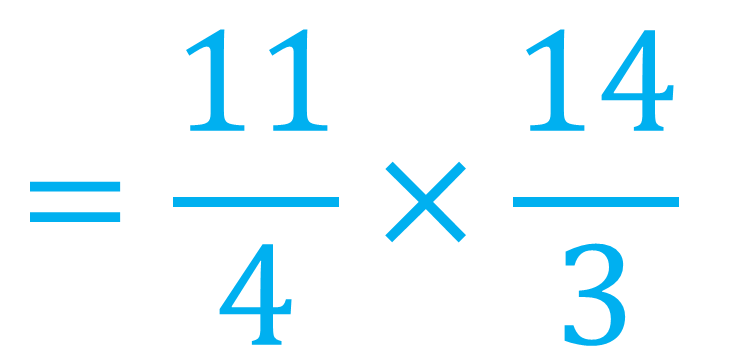 = 11/4 × 14/3